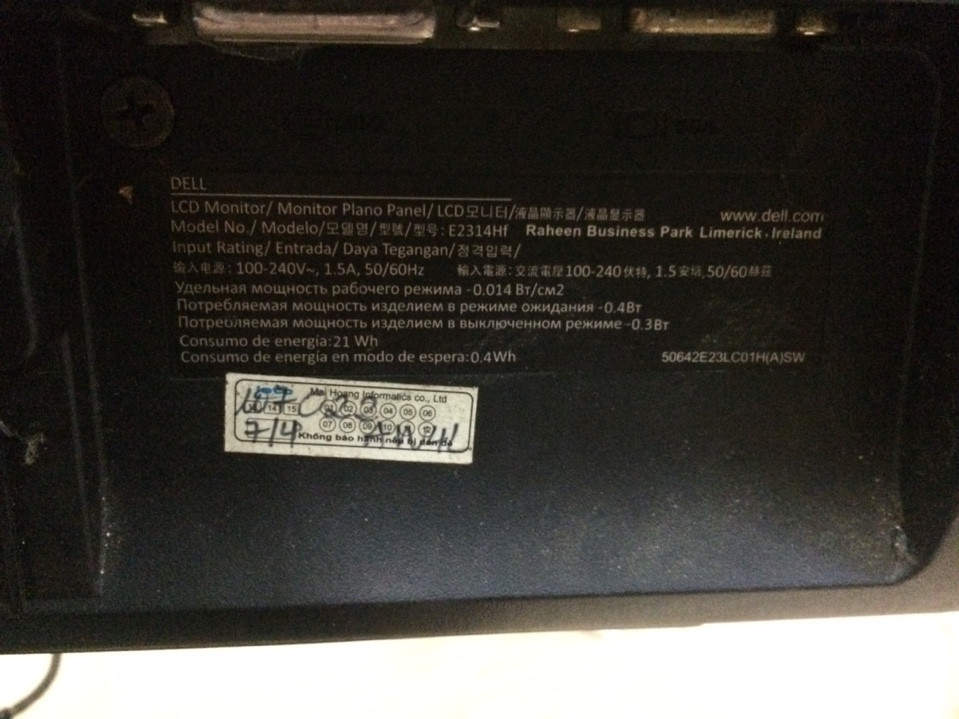 DELL
LCD Monitor/ Monitor Plano Panel/ LCD모니터/液晶顯示器/液晶显示器
www.dell.com
Model No./ Modelo/모델명/型號/型号: E2314Hf
Raheen Business Park Limerick, Ireland
Input Rating/ Entrada/ Daya Tegangan/정격입력/
输入电源: 100-240V~, 1.5A, 50/60Hz 輸入電源: 交流電壓100-240伏特, 1.5安培, 50/60赫茲
Удельная мощность рабочего режима -0.014 Вт/см2
Потребляемая мощность изделием в режиме ожидания -0.4Вт
Потребляемая мощность изделием в выключенном режиме -0.3Вт
Consumo de energía:21 Wh
Consumo de energía en modo de espera:0.4Wh
50642E23LC01H(A)SW
Mai Hoang Informatics co., Ltd
14 15 01 02 03 04 05 06
07 08 09 10 12
7/4
Không bảo hành nếu bị